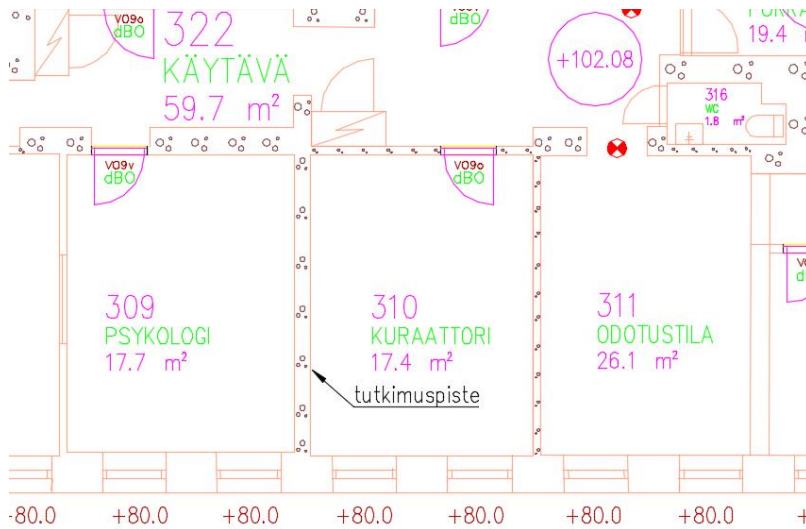 V09o
dBO
322
KÄYTÄVÄ
59.7 m²
dBO
+102.08
19.4
316
WC
1.8 m²
V09v
dBO
V09o
dBO
309
PSYKOLOGI
17.7 m²
310
KURAATTORI
17.4 m²
311
ODOTUSTILA
26.1 m²
tutkimuspiste
-80.0
+80.0
+80.0
+80.0
+80.0
+80.0
+80.0